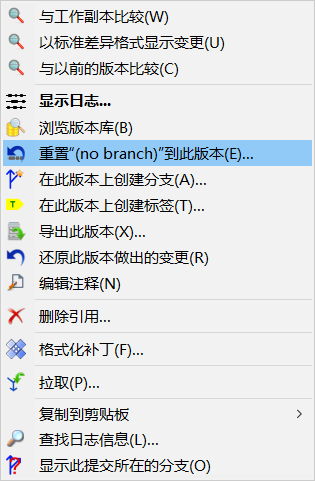 与工作副本比较(W)
以标准差异格式显示变更(U)
与以前的版本比较(C)
显示日志...
浏览版本库(B)
重置“(no branch)”到此版本(E)...
在此版本上创建分支(A)...
T
在此版本上创建标签(T)...
导出此版本(X)...
还原此版本做出的变更(R)
编辑注释(N)
删除引用...
格式化补丁(F)...
拉取(P)...
复制到剪贴板
查找日志信息(L)...
显示此提交所在的分支(O)